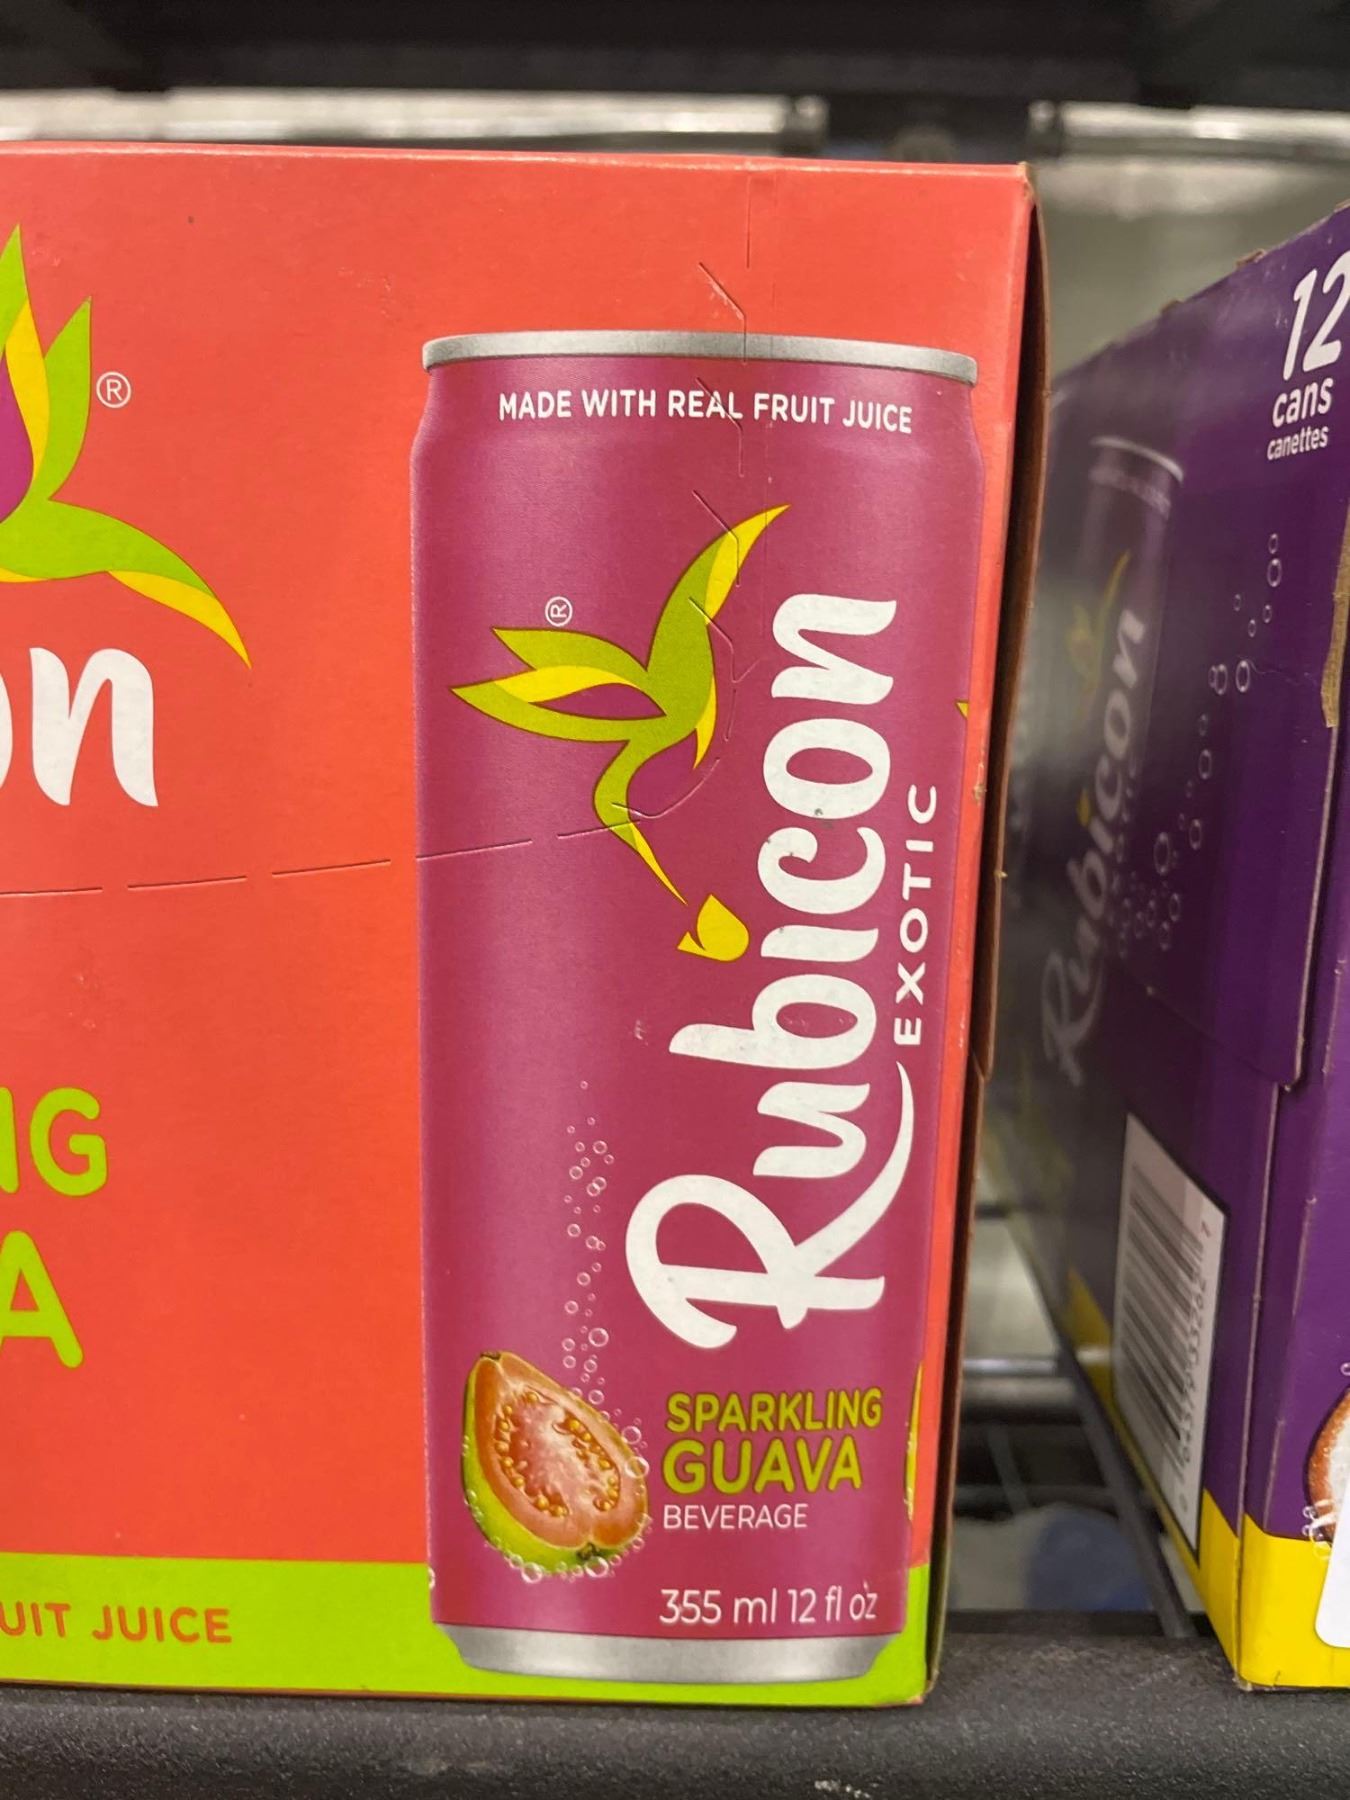 ®
on
NG
A
UIT JUICE
MADE WITH REAL FRUIT JUICE
®
Rubicon
EXOTIC
SPARKLING
GUAVA
BEVERAGE
355 ml 12 fl oz
12
cans
canettes
Rubicon